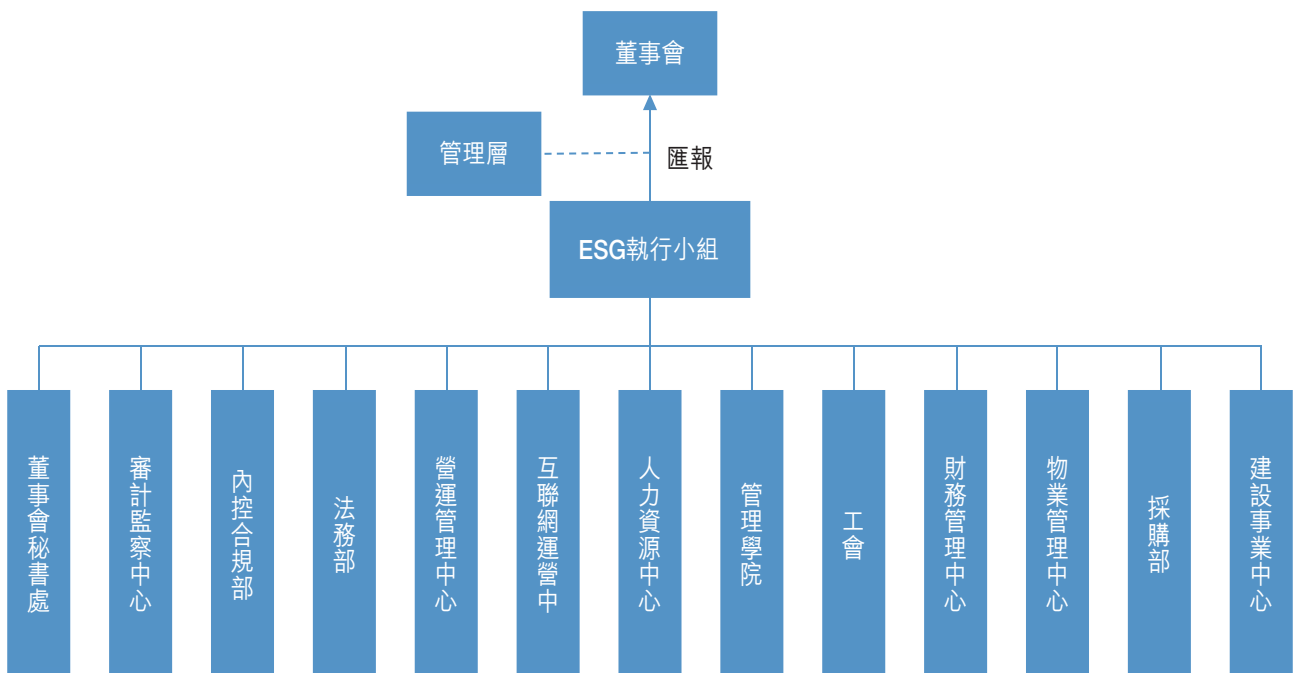 董事會
管理層
匯報
ESG執行小組
董事會秘書處
審計監察中心
內控合規部
法務部
營運管理中心
互聯網運營中
人力資源中心
管理學院
工會
財務管理中心
物業管理中心
採購部
建設事業中心